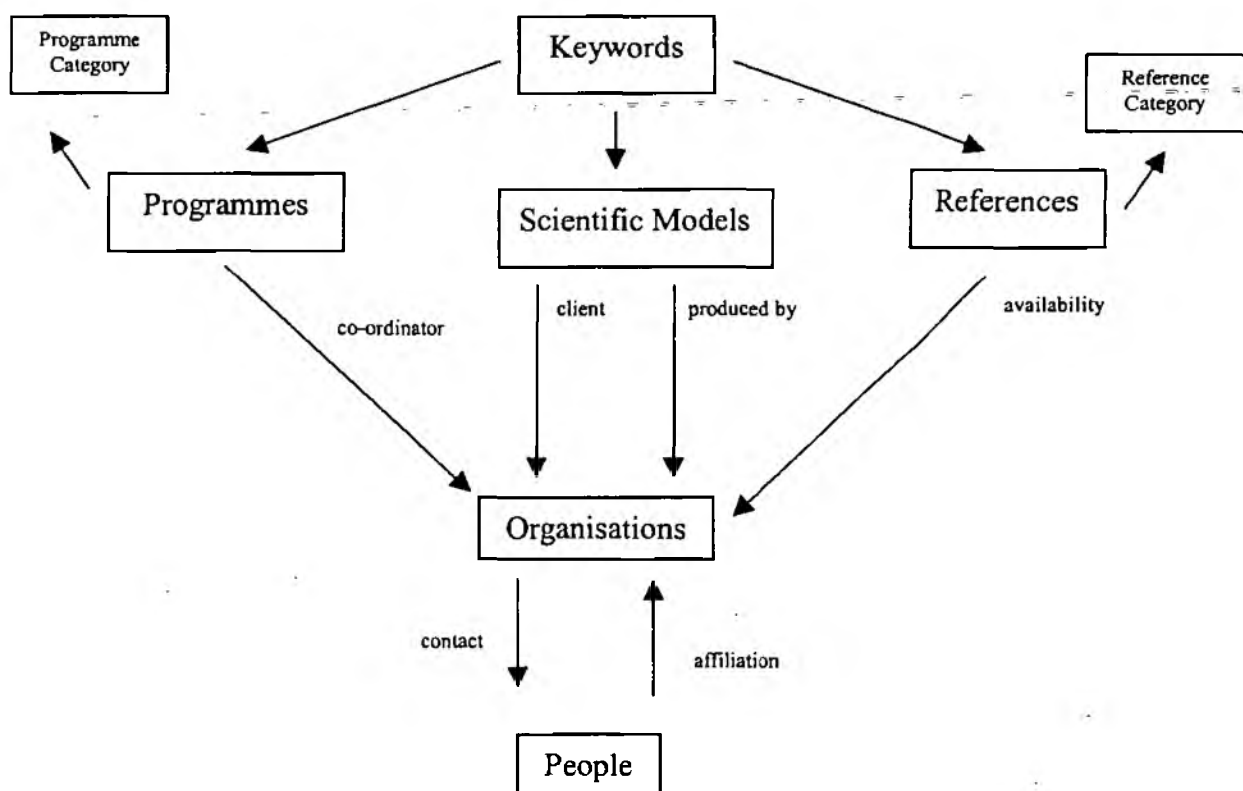 Programme
Category
Keywords
Reference
Category
Programmes
Scientific Models
References
co-ordinator
client
produced by
availability
Organisations
contact
affiliation
People